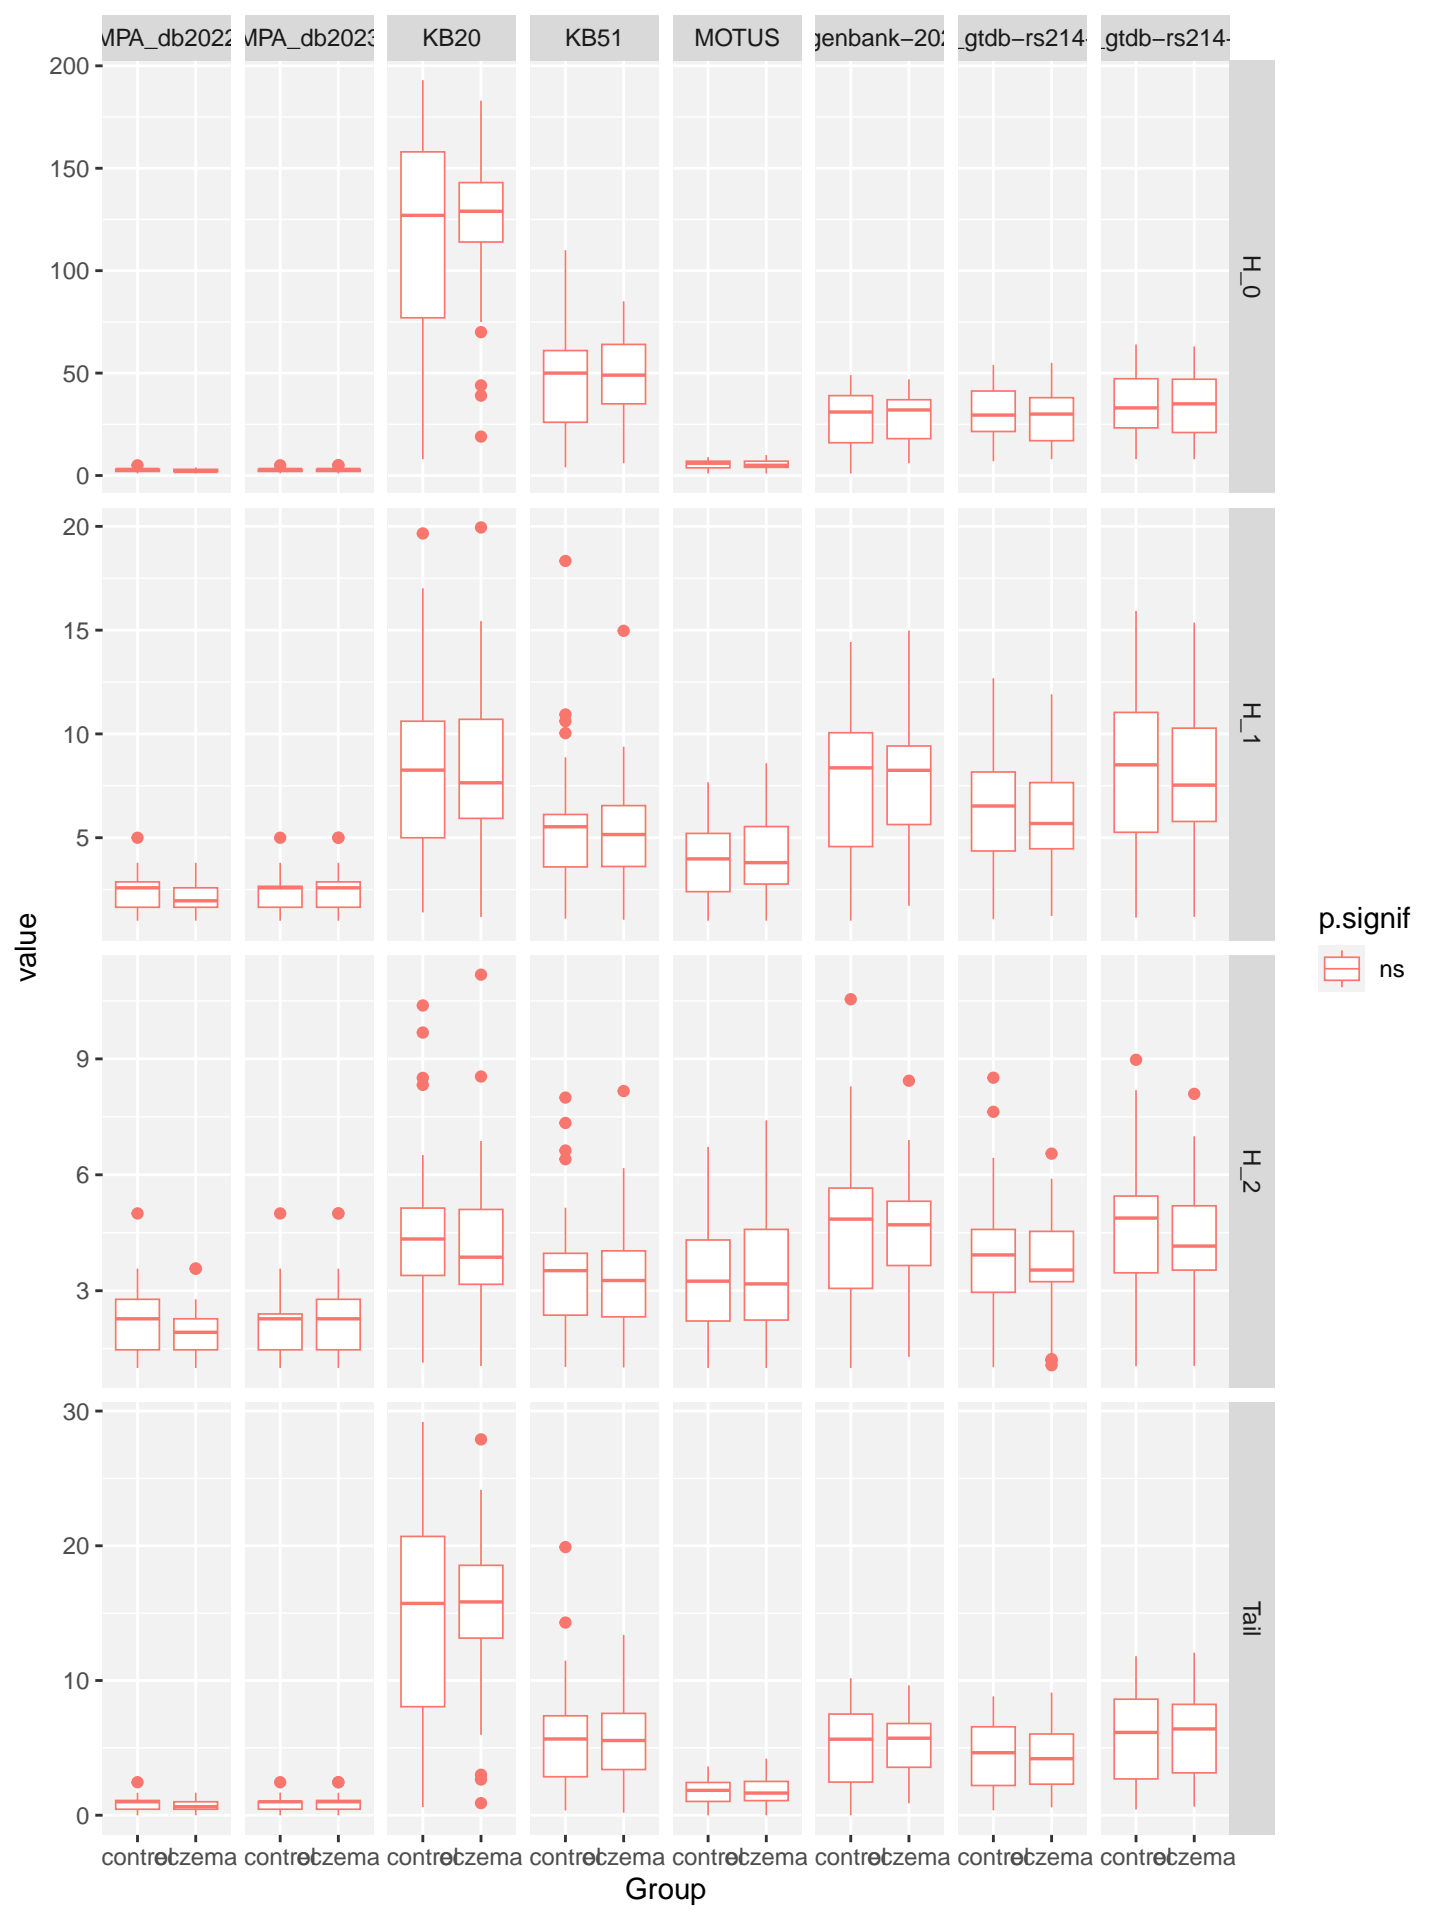 MPA_db2022 MPA_db2023 KB20 KB51 MOTUS genbank-202 _gtdb-rs214- _gtdb-rs214-
200
150
100
50
0
H_0
20
15
10
5
H_1
value
9
6
3
H_2
p.signif
ns
30
20
10
0
Tail
control eczema control eczema control eczema control eczema control eczema control eczema control eczema control eczema
Group